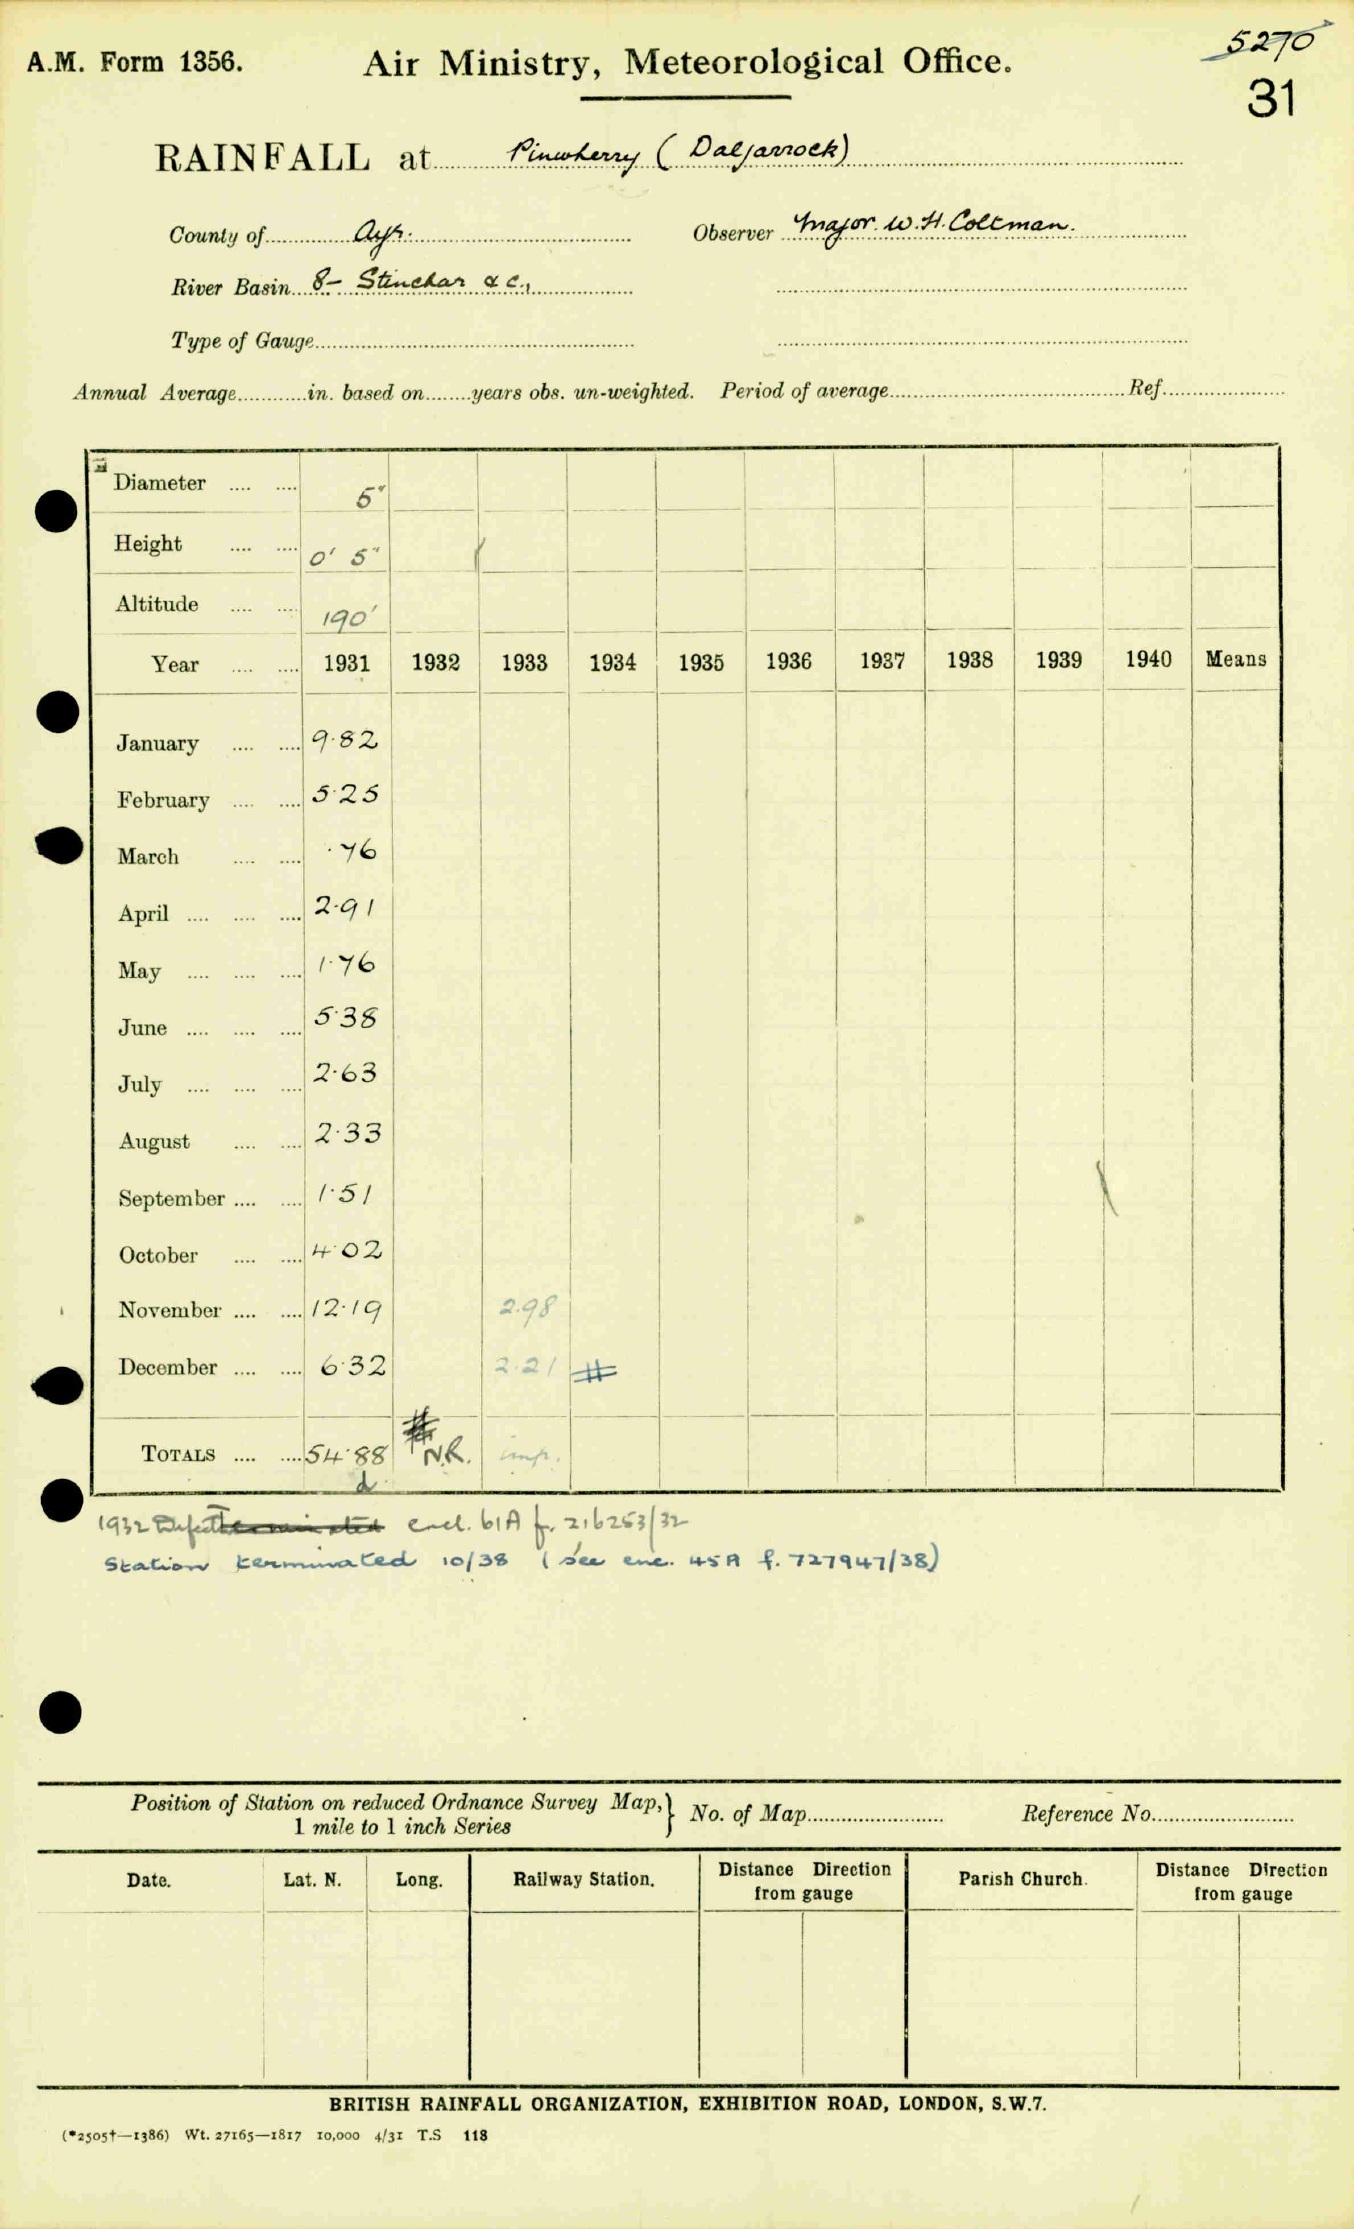 A.M. Form 1356. Air Ministry, Meteorological Office. 5270
31
RAINFALL at Pinwherry (Daljarrock)
County of Ayr. Observer Major W. H. Coltman.
River Basin 8- Stinchar &c.,
Type of Gauge
Annual Average in. based on years obs. un-weighted. Period of average Ref.
Diameter 5"
Height 0' 5"
Altitude 190'
Year 1931 1932 1933 1934 1935 1936 1937 1938 1939 1940 Means
January 9.82
February 5.25
March .76
April 2.91
May 1.76
June 5.38
July 2.63
August 2.33
September 1.51
October 4.02
November 12.19 2.98
December 6.32 2.21 #
TOTALS 54.88 # N.R. imp.
d
1932 Defect terminated encl. 61A f. 216253/32
Station terminated 10/38 (see enc. 45A f. 727947/38)
Position of Station on reduced Ordnance Survey Map, } No. of Map Reference No.
1 mile to 1 inch Series
Date. Lat. N. Long. Railway Station. Distance Direction from gauge Parish Church. Distance Direction from gauge
BRITISH RAINFALL ORGANIZATION, EXHIBITION ROAD, LONDON, S.W.7.
(*2505†—1386) Wt. 27165—1817 10,000 4/31 T.S 118